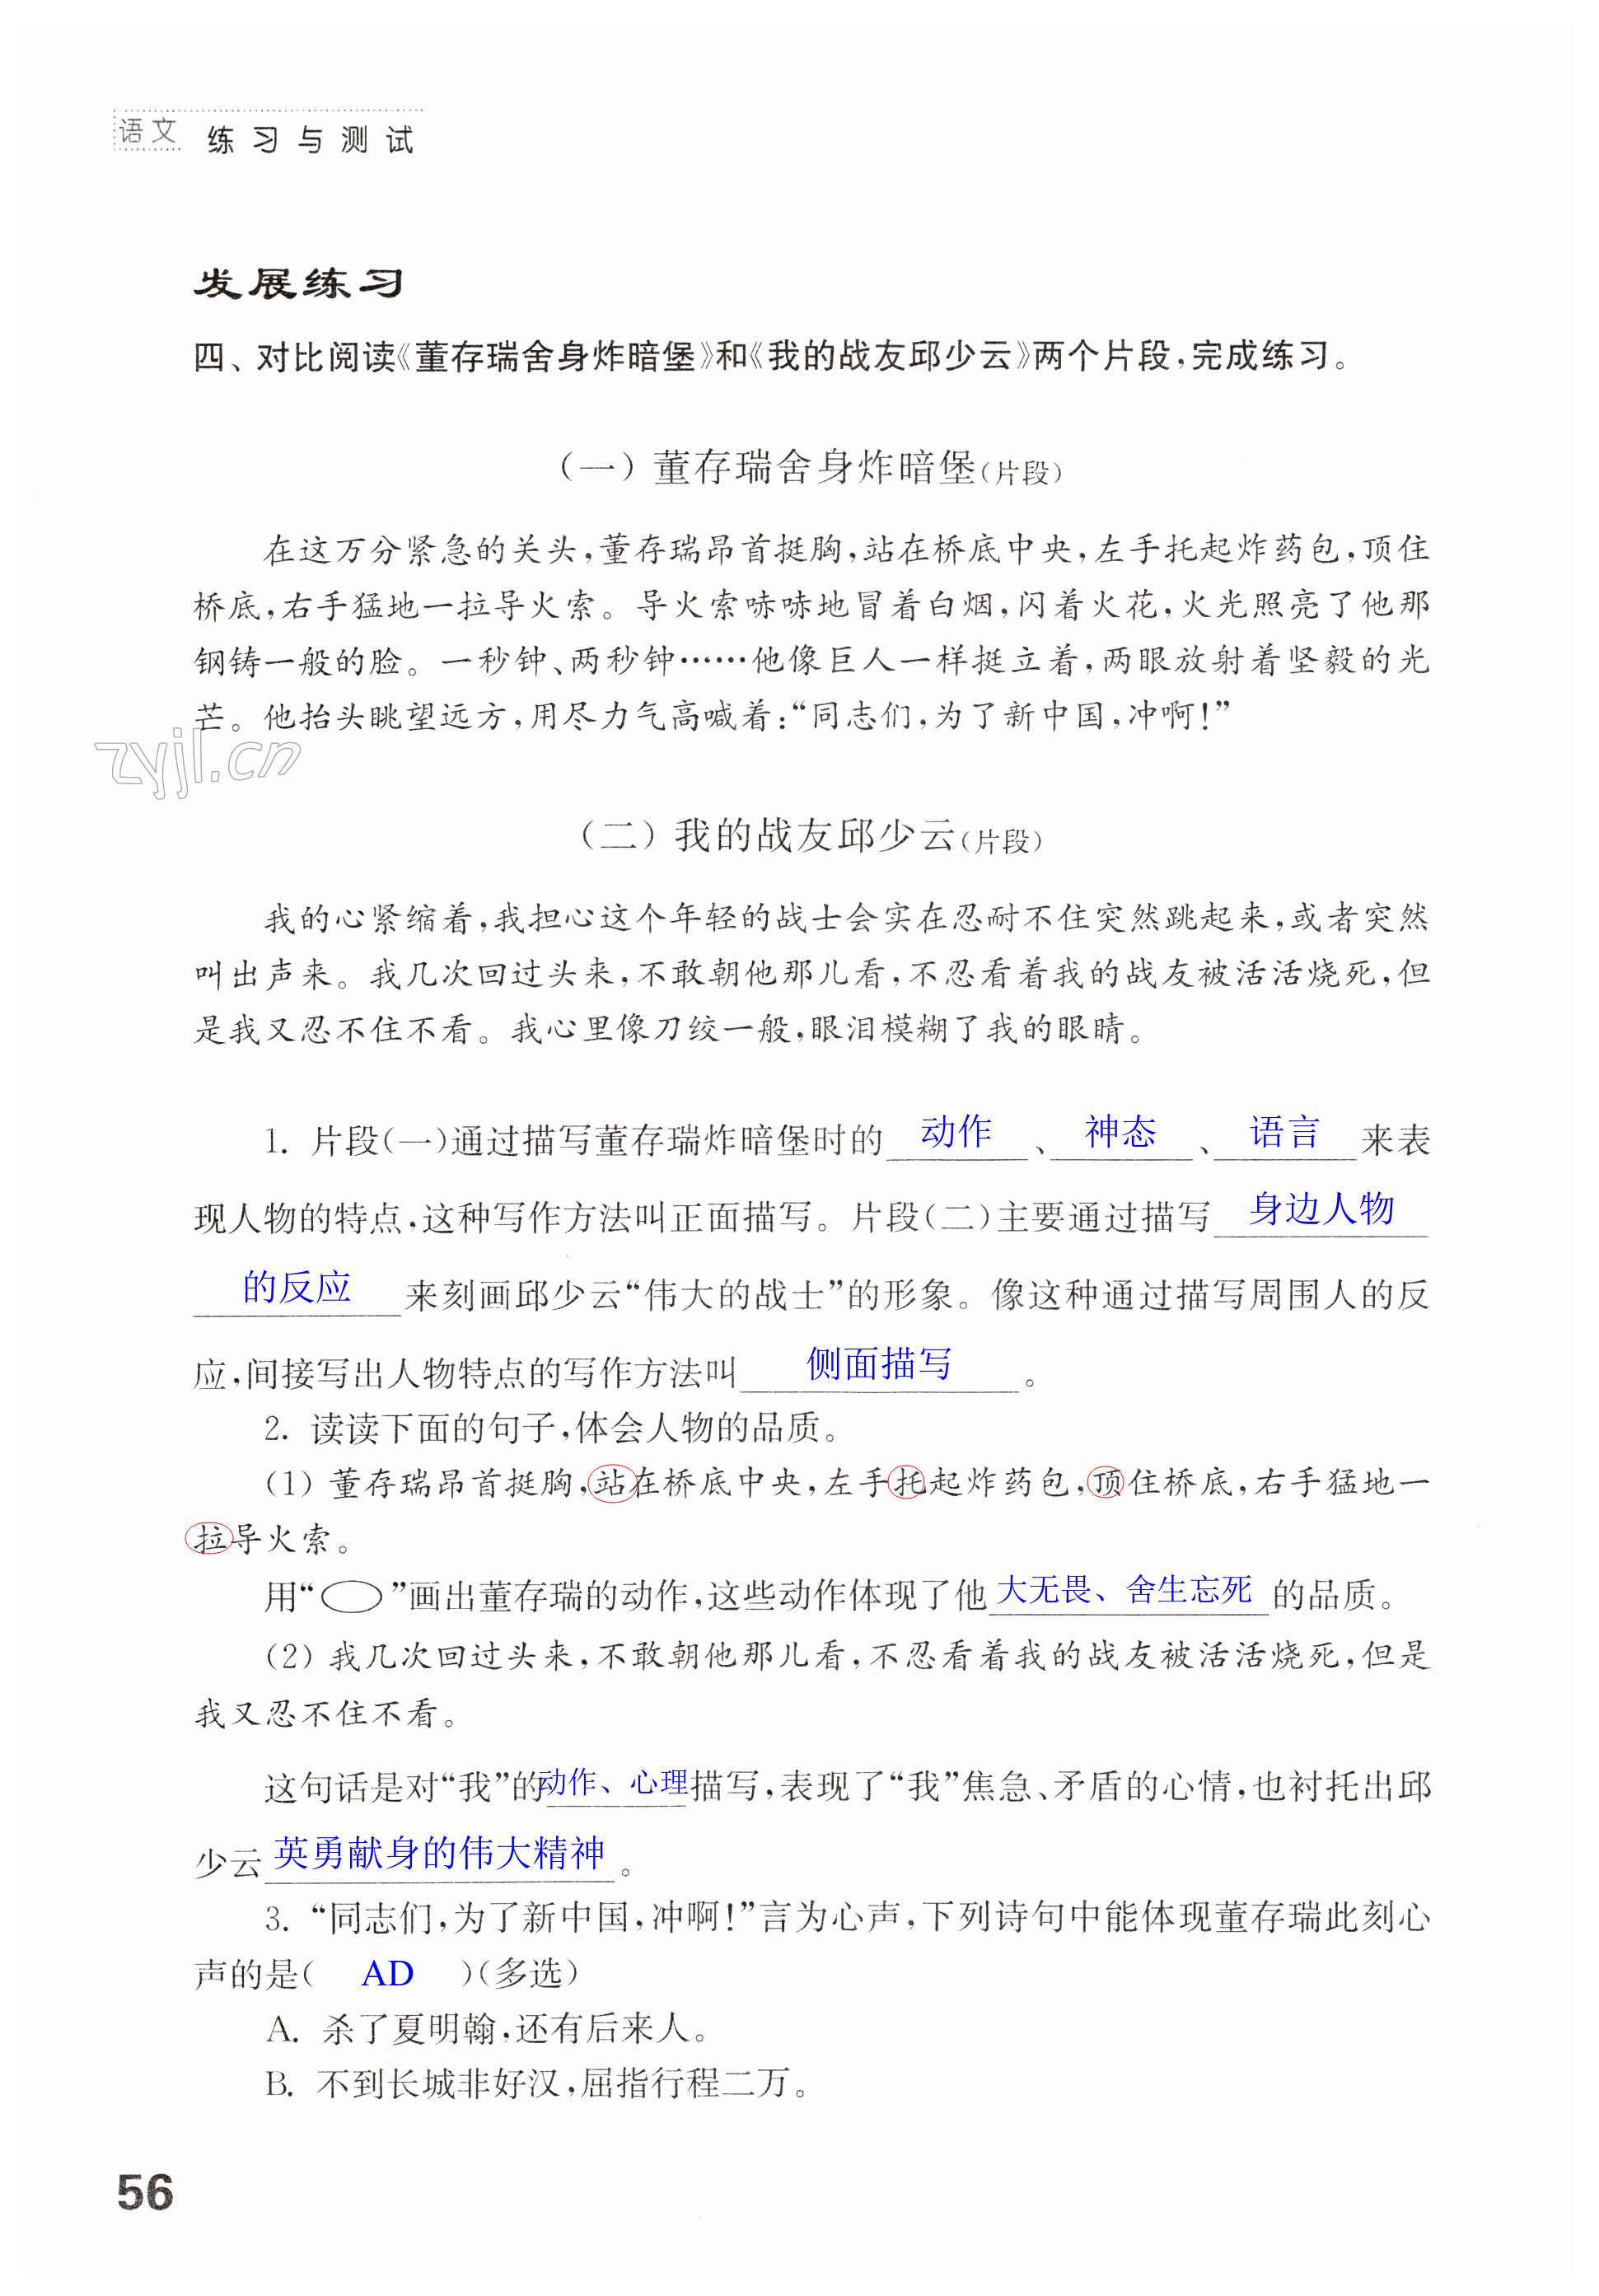 语文 练习与测试
发展练习
四、对比阅读《董存瑞舍身炸暗堡》和《我的战友邱少云》两个片段,完成练习。
(一)董存瑞舍身炸暗堡(片段)
在这万分紧急的关头,董存瑞昂首挺胸,站在桥底中央,左手托起炸药包,顶住
桥底,右手猛地一拉导火索。导火索哧哧地冒着白烟,闪着火花,火光照亮了他那
钢铸一般的脸。一秒钟、两秒钟……他像巨人一样挺立着,两眼放射着坚毅的光
芒。他抬头眺望远方,用尽力气高喊着:“同志们,为了新中国,冲啊!”
zyjl.cn
(二)我的战友邱少云(片段)
我的心紧缩着,我担心这个年轻的战士会实在忍耐不住突然跳起来,或者突然
叫出声来。我几次回过头来,不敢朝他那儿看,不忍看着我的战友被活活烧死,但
是我又忍不住不看。我心里像刀绞一般,眼泪模糊了我的眼睛。
1. 片段(一)通过描写董存瑞炸暗堡时的 动作 、 神态 、 语言 来表
现人物的特点,这种写作方法叫正面描写。片段(二)主要通过描写 身边人物
的反应 来刻画邱少云“伟大的战士”的形象。像这种通过描写周围人的反
应,间接写出人物特点的写作方法叫 侧面描写 。
2. 读读下面的句子,体会人物的品质。
(1) 董存瑞昂首挺胸,站在桥底中央,左手托起炸药包,顶住桥底,右手猛地一
拉导火索。
用“ ”画出董存瑞的动作,这些动作体现了他 大无畏、舍生忘死 的品质。
(2) 我几次回过头来,不敢朝他那儿看,不忍看着我的战友被活活烧死,但是
我又忍不住不看。
这句话是对“我”的动作、心理描写,表现了“我”焦急、矛盾的心情,也衬托出邱
少云 英勇献身的伟大精神 。
3. “同志们,为了新中国,冲啊!”言为心声,下列诗句中能体现董存瑞此刻心
声的是( AD )(多选)
A. 杀了夏明翰,还有后来人。
B. 不到长城非好汉,屈指行程二万。
56